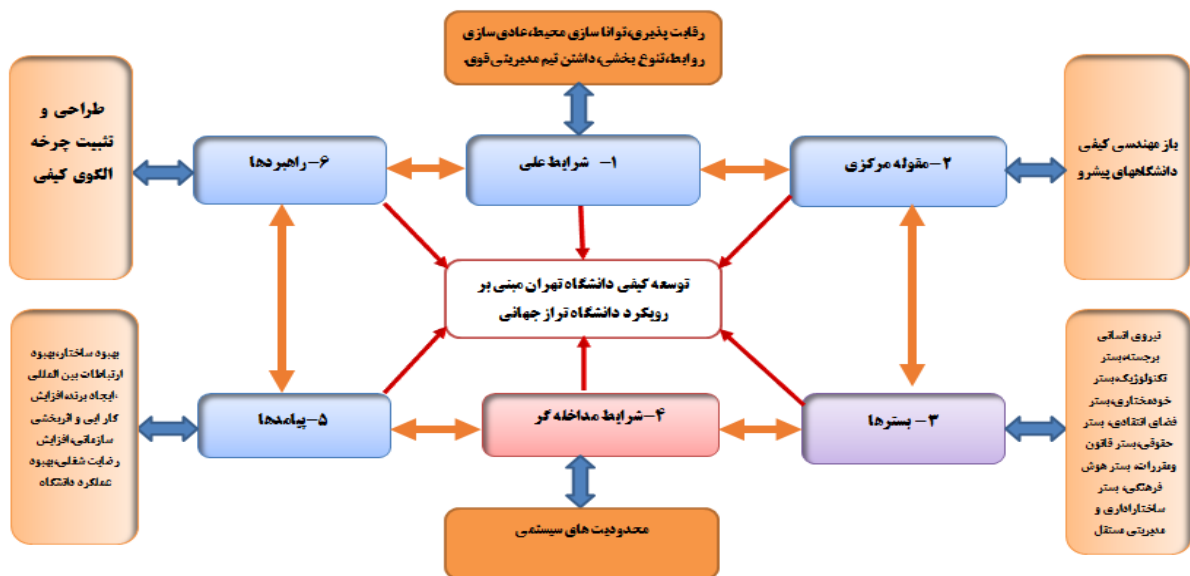 رقابت پذیری،توانا سازی محیط،عادی سازی
روابط،تنوع بخشی،داشتن تیم مدیریتی قوی.
باز مهندسی کیفی
دانشگاههای پیشرو
۲-مقوله مرکزی
۱- شرایط علی
۶-راهبردها
طراحی و
تثبیت چرخه
الگوی کیفی
توسعه کیفی دانشگاه تهران مبنی بر
رویکرد دانشگاه تراز جهانی
نیروی انسانی
برجسته،بستر
تکنولوژیک،بستر
خودمختاری،بستر
فضای انتقادی، بستر
حقوقی،بستر قانون
ومقررات، بستر هوش
فرهنگی، بستر
ساختاراداری و
مدیریتی مستقل
۳- بسترها
۴-شرایط مداخله گر
۵-پیامدها
بهبود ساختار،بهبود
ارتباطات بین المللی
،ایجاد برند،افزایش
کارایی و اثربخشی
سازمانی،افزایش
رضایت شغلی،بهبود
عملکرد دانشگاه
محدودیت های سیستمی